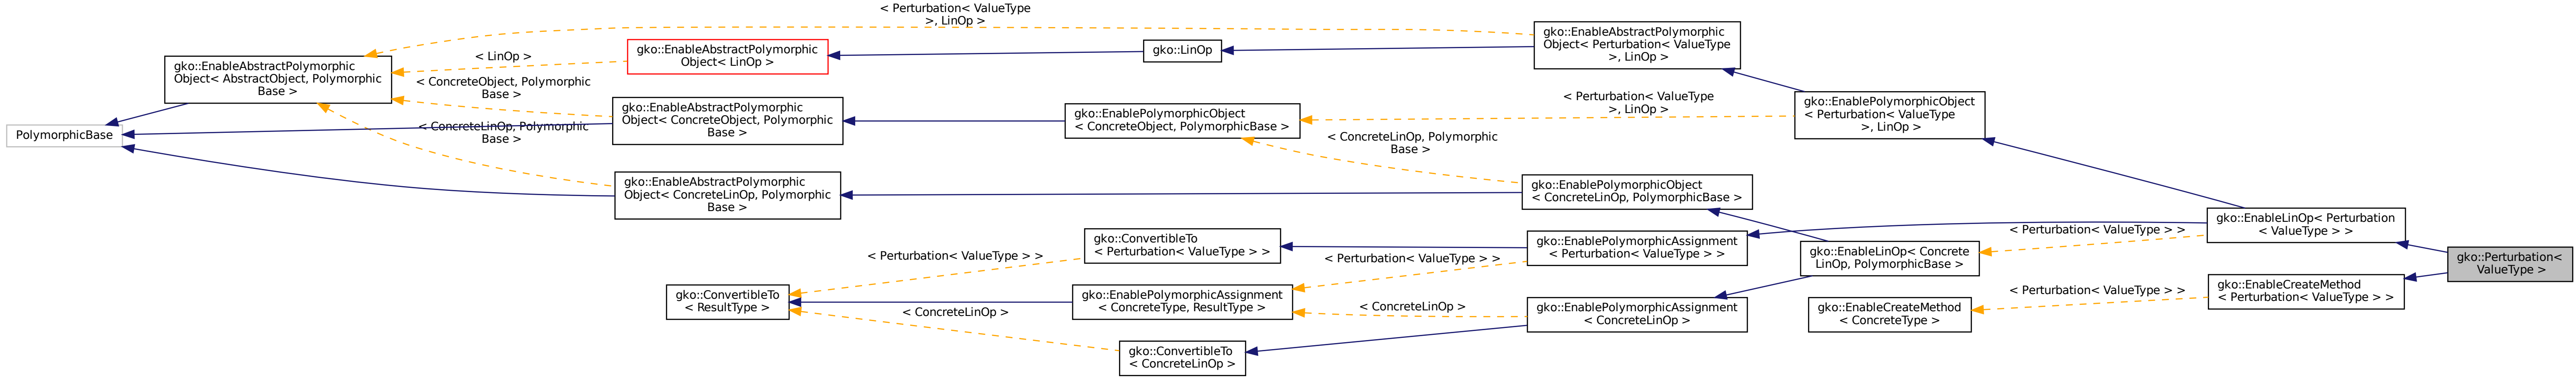 PolymorphicBase
gko::EnableAbstractPolymorphic
Object< AbstractObject, Polymorphic
Base >
< Perturbation< ValueType
>, LinOp >
< LinOp >
< ConcreteObject, Polymorphic
Base >
< ConcreteLinOp, Polymorphic
Base >
gko::EnableAbstractPolymorphic
Object< LinOp >
gko::EnableAbstractPolymorphic
Object< ConcreteObject, Polymorphic
Base >
gko::EnableAbstractPolymorphic
Object< ConcreteLinOp, Polymorphic
Base >
gko::ConvertibleTo
< ResultType >
< Perturbation< ValueType > >
< ConcreteLinOp >
gko::LinOp
gko::EnablePolymorphicObject
< ConcreteObject, PolymorphicBase >
gko::ConvertibleTo
< Perturbation< ValueType > >
gko::EnablePolymorphicAssignment
< ConcreteType, ResultType >
gko::ConvertibleTo
< ConcreteLinOp >
< Perturbation< ValueType
>, LinOp >
< ConcreteLinOp, Polymorphic
Base >
< Perturbation< ValueType > >
< ConcreteLinOp >
gko::EnableAbstractPolymorphic
Object< Perturbation< ValueType
>, LinOp >
gko::EnablePolymorphicObject
< ConcreteLinOp, PolymorphicBase >
gko::EnablePolymorphicAssignment
< Perturbation< ValueType > >
gko::EnablePolymorphicAssignment
< ConcreteLinOp >
gko::EnablePolymorphicObject
< Perturbation< ValueType
>, LinOp >
gko::EnableLinOp< Concrete
LinOp, PolymorphicBase >
gko::EnableCreateMethod
< ConcreteType >
< Perturbation< ValueType > >
< Perturbation< ValueType > >
gko::EnableLinOp< Perturbation
< ValueType > >
gko::EnableCreateMethod
< Perturbation< ValueType > >
gko::Perturbation<
ValueType >